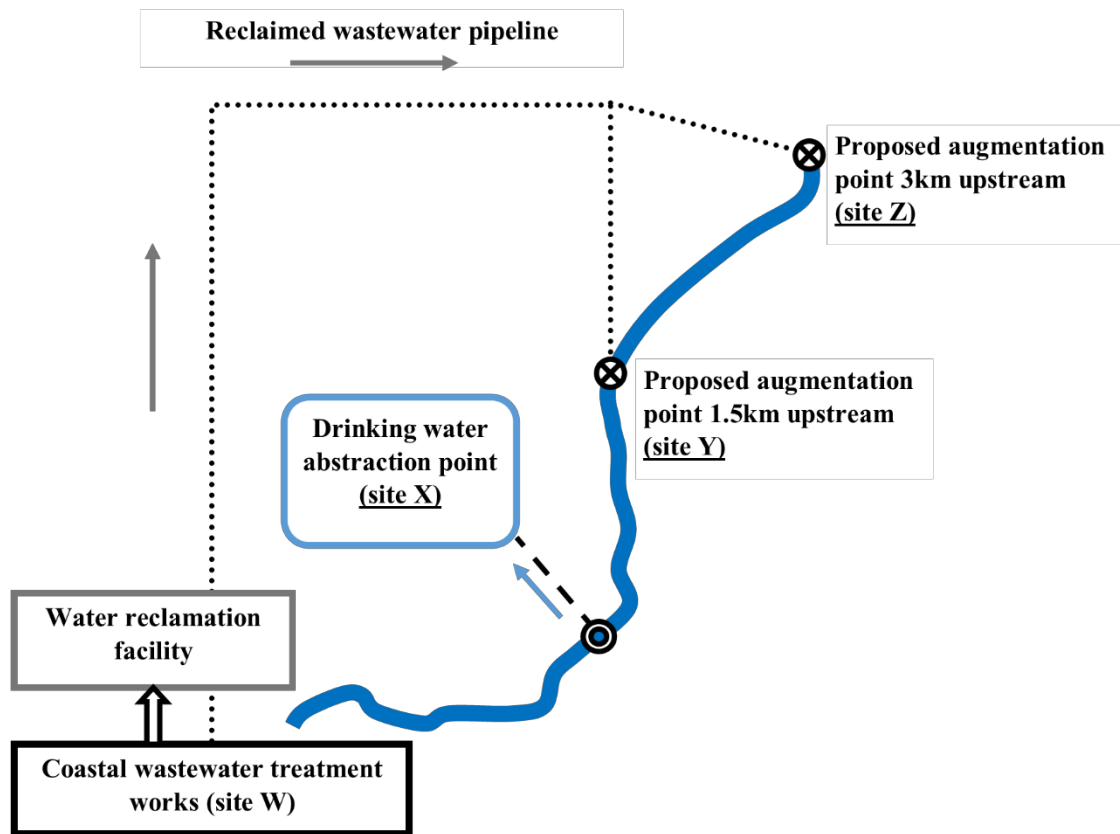 Reclaimed wastewater pipeline
Proposed augmentation
point 3km upstream
(site Z)
Proposed augmentation
point 1.5km upstream
(site Y)
Drinking water
abstraction point
(site X)
Water reclamation
facility
Coastal wastewater treatment
works (site W)